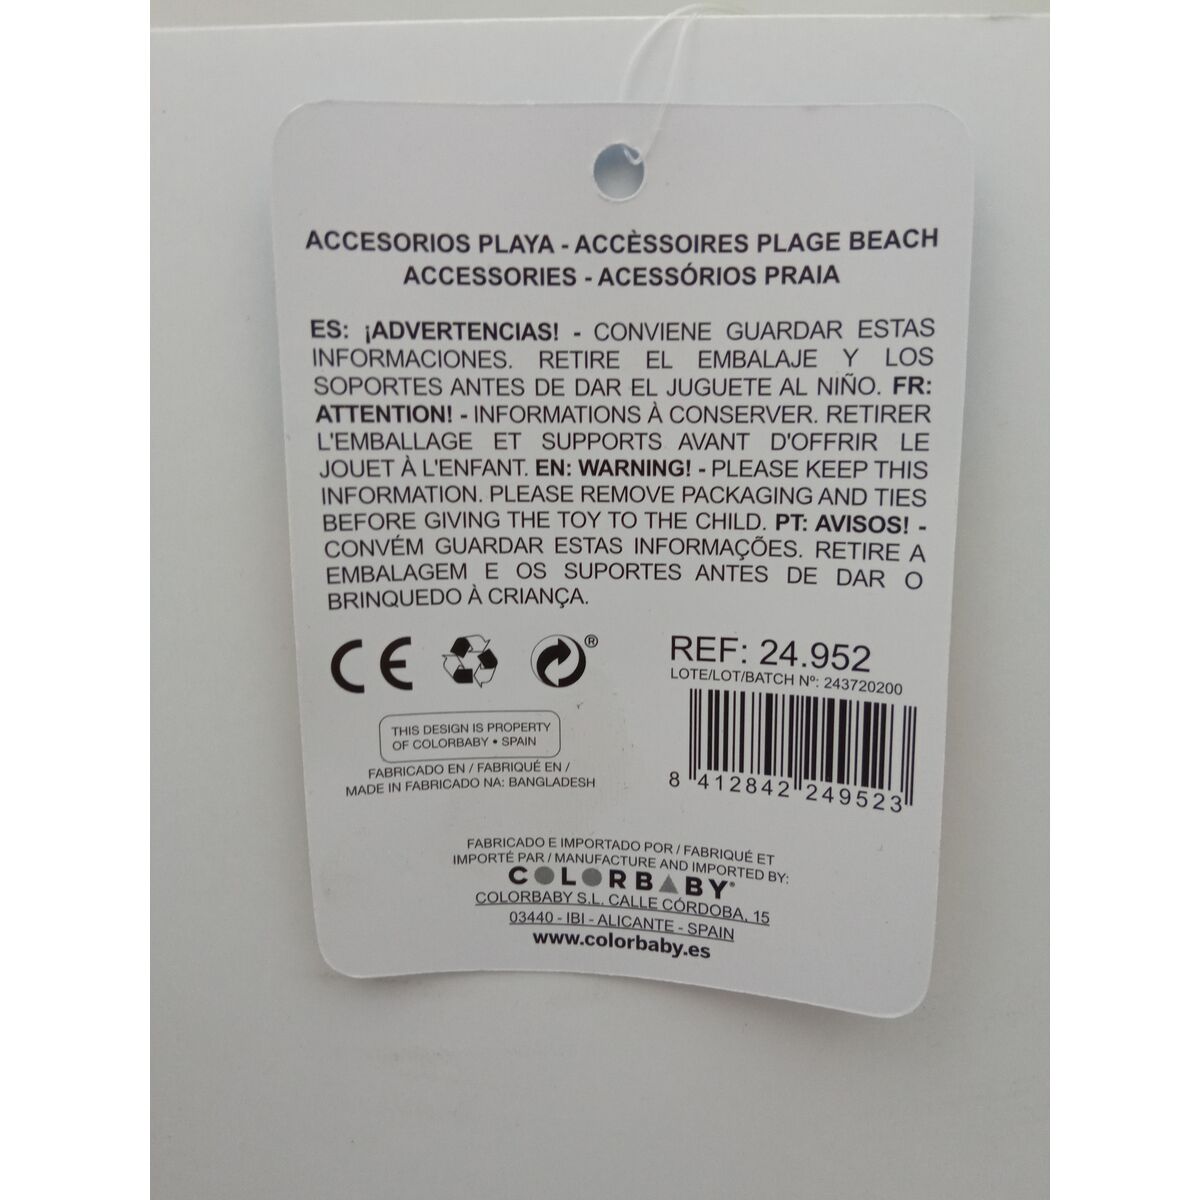 ACCESORIOS PLAYA - ACCÈSSOIRES PLAGE BEACH
ACCESSORIES - ACESSÓRIOS PRAIA
ES: ¡ADVERTENCIAS! - CONVIENE GUARDAR ESTAS
INFORMACIONES. RETIRE EL EMBALAJE Y LOS
SOPORTES ANTES DE DAR EL JUGUETE AL NIÑO. FR:
ATTENTION! - INFORMATIONS À CONSERVER. RETIRER
L'EMBALLAGE ET SUPPORTS AVANT D'OFFRIR LE
JOUET À L'ENFANT. EN: WARNING! - PLEASE KEEP THIS
INFORMATION. PLEASE REMOVE PACKAGING AND TIES
BEFORE GIVING THE TOY TO THE CHILD. PT: AVISOS! -
CONVÉM GUARDAR ESTAS INFORMAÇÕES. RETIRE A
EMBALAGEM E OS SUPORTES ANTES DE DAR O
BRINQUEDO À CRIANÇA.
CE
®
REF: 24.952
LOTE/LOT/BATCH Nº: 243720200
8 412842 249523
THIS DESIGN IS PROPERTY
OF COLORBABY • SPAIN
FABRICADO EN / FABRIQUÉ EN /
MADE IN FABRICADO NA: BANGLADESH
FABRICADO E IMPORTADO POR / FABRIQUÉ ET
IMPORTÉ PAR / MANUFACTURE AND IMPORTED BY:
COLORBABY®
COLORBABY S.L. CALLE CÓRDOBA, 15
03440 - IBI - ALICANTE - SPAIN
www.colorbaby.es